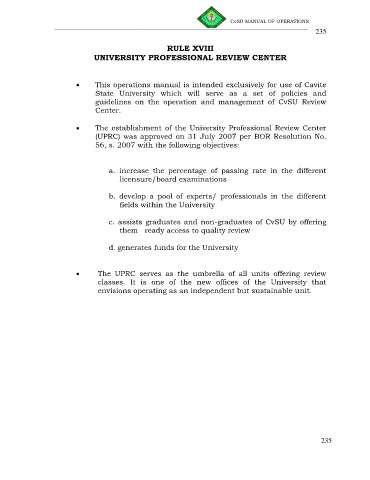 CvSU MANUAL OF OPERATIONS
235
RULE XVIII
UNIVERSITY PROFESSIONAL REVIEW CENTER
• This operations manual is intended exclusively for use of Cavite
State University which will serve as a set of policies and
guidelines on the operation and management of CvSU Review
Center.
• The establishment of the University Professional Review Center
(UPRC) was approved on 31 July 2007 per BOR Resolution No.
56, s. 2007 with the following objectives:
a. increase the percentage of passing rate in the different
licensure/board examinations
b. develop a pool of experts/ professionals in the different
fields within the University
c. assists graduates and non-graduates of CvSU by offering
them ready access to quality review
d. generates funds for the University
• The UPRC serves as the umbrella of all units offering review
classes. It is one of the new offices of the University that
envisions operating as an independent but sustainable unit.
235